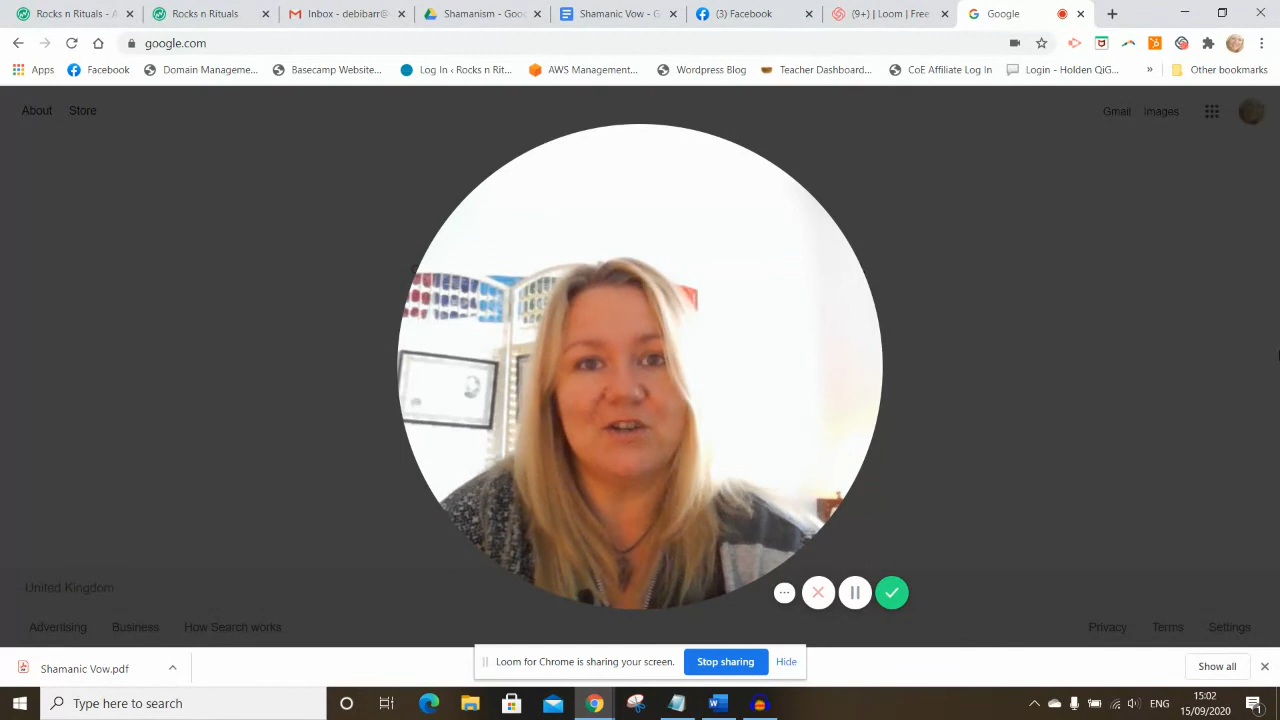 Rocks n Rituals - A
Rocks n Rituals
Inbox - debibarr@
Shamanism - Goo
Shamanic Vow - G
(3) Facebook
(9+) | Loom | Free
Google
google.com
Apps
Facebook
Domain Manageme...
Basecamp Website...
Log In ‹ Rocks n Rit...
AWS Management...
Wordpress Blog
Teacher Dashboar...
CoE Affiliate Log In
Login - Holden QiG...
»
Other bookmarks
About
Store
Gmail
Images
United Kingdom
Advertising
Business
How Search works
Privacy
Terms
Settings
Shamanic Vow.pdf
Loom for Chrome is sharing your screen.
Stop sharing
Hide
Show all
Type here to search
ENG
15:02
15/09/2020
1